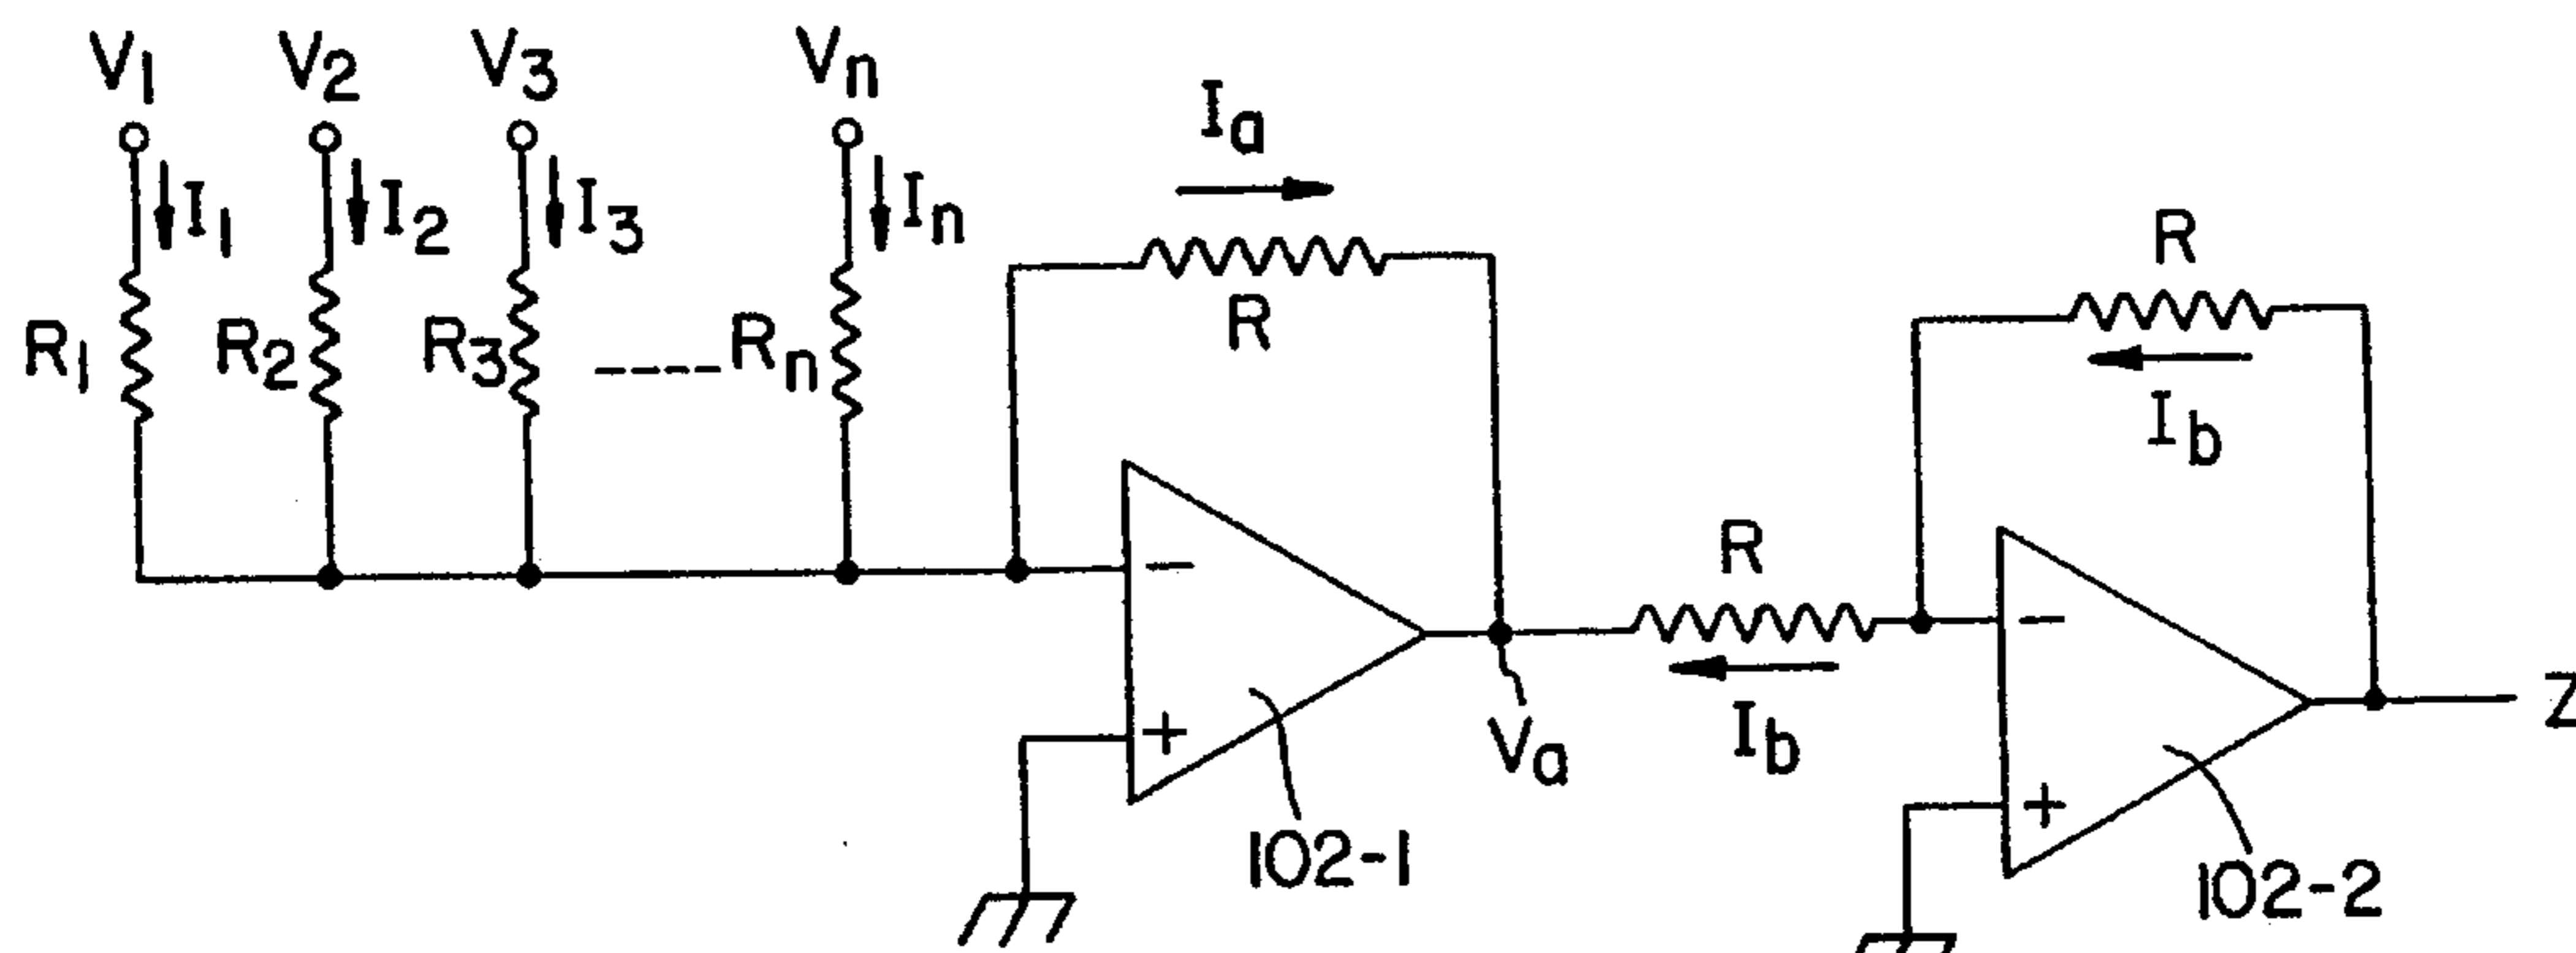 V1 V2 V3 Vn
Ia
I1 I2 I3 In
R
R1 R2 R3 ---- Rn R
Ib
R
−
−
Z
+
Va
Ib
+
102-1
102-2